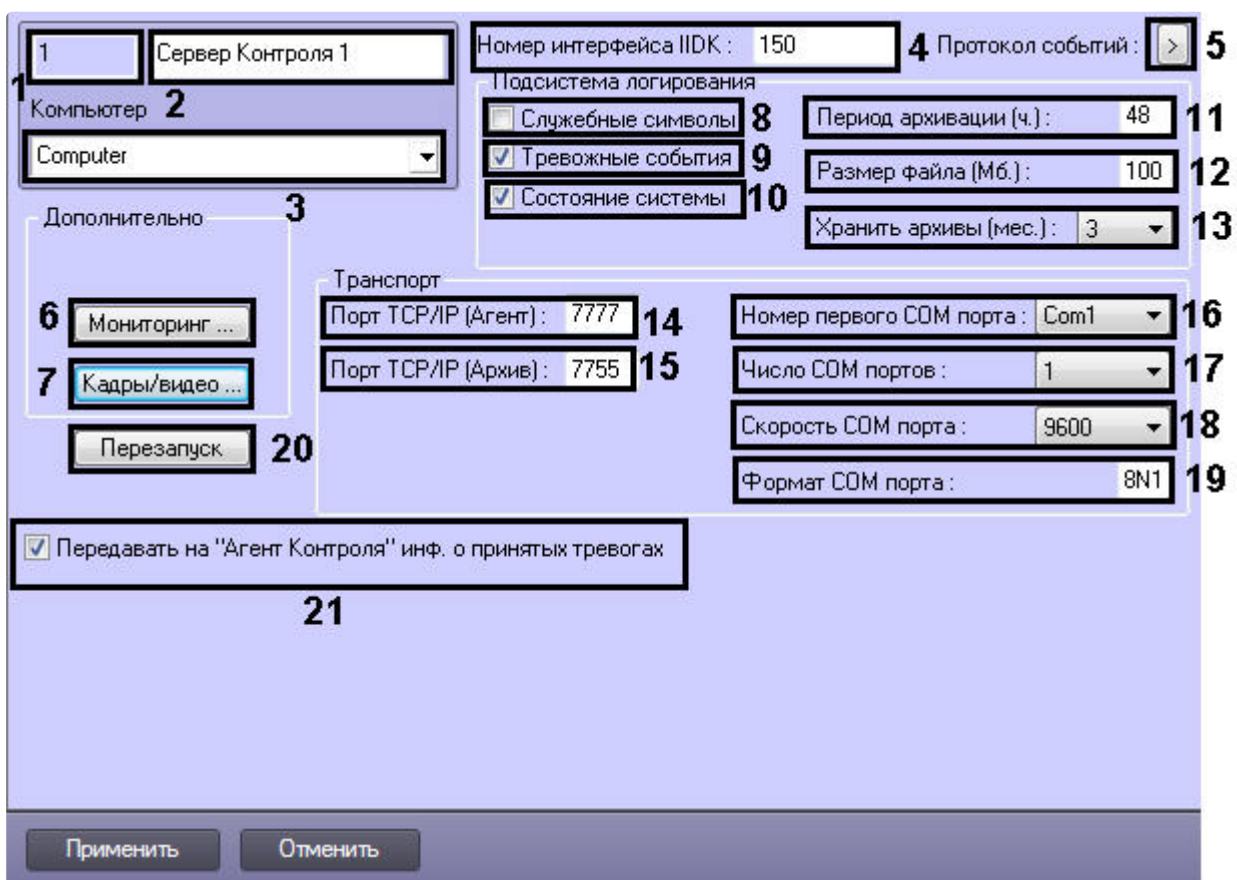 1 Сервер Контроля 1
1 2
Компьютер
Computer
3
Номер интерфейса IIDK : 150 4
Протокол событий : > 5
Подсистема логирования
Служебные символы 8
Тревожные события 9
Состояние системы 10
Период архивации (ч.) : 48 11
Размер файла (Мб.) : 100 12
Хранить архивы (мес.) : 3 13
Дополнительно
6 Мониторинг ...
7 Кадры/видео ...
Перезапуск 20
Транспорт
Порт TCP/IP (Агент) : 7777 14
Порт TCP/IP (Архив) : 7755 15
Номер первого COM порта : Com1 16
Число COM портов : 1 17
Скорость COM порта : 9600 18
Формат COM порта : 8N1 19
Передавать на "Агент Контроля" инф. о принятых тревогах
21
Применить Отменить